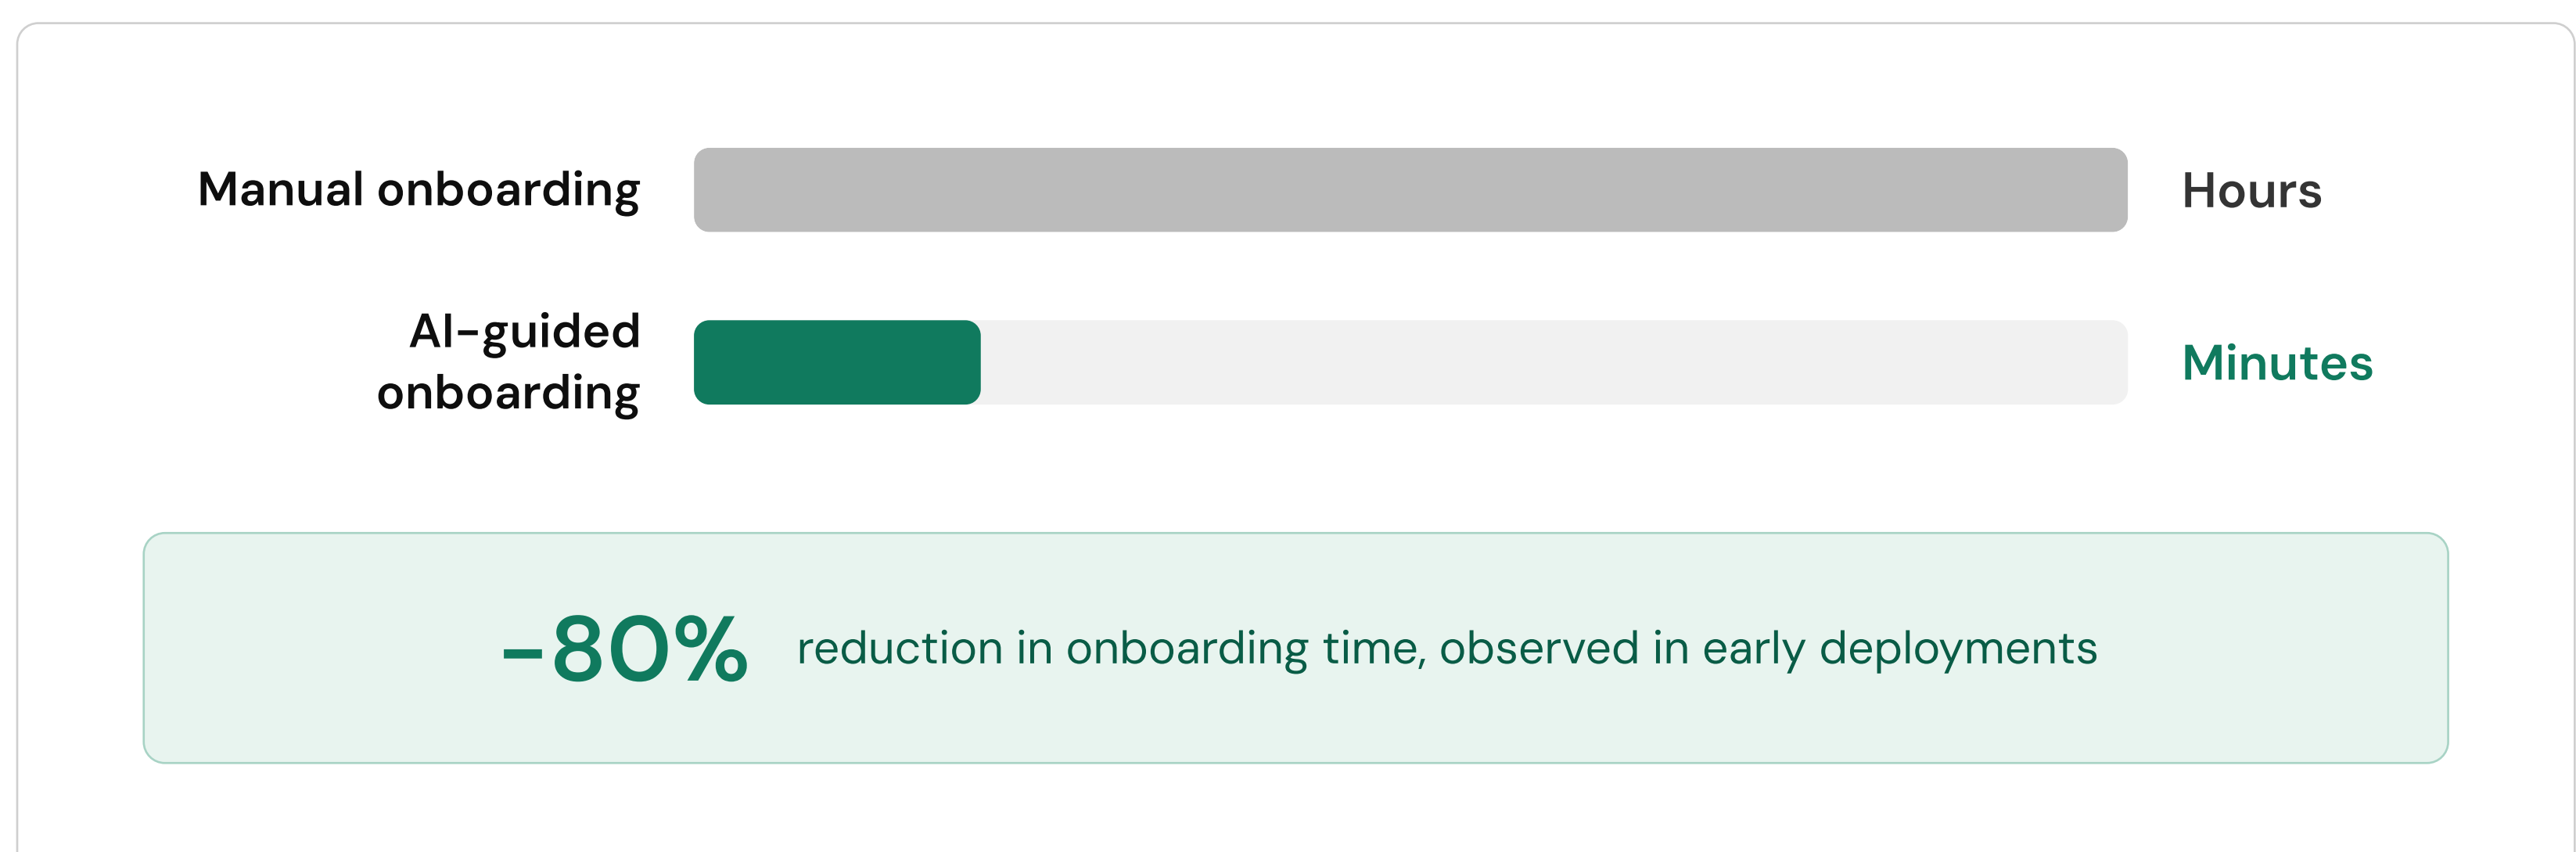 Manual onboarding
Hours
AI-guided
onboarding
Minutes
-80% reduction in onboarding time, observed in early deployments